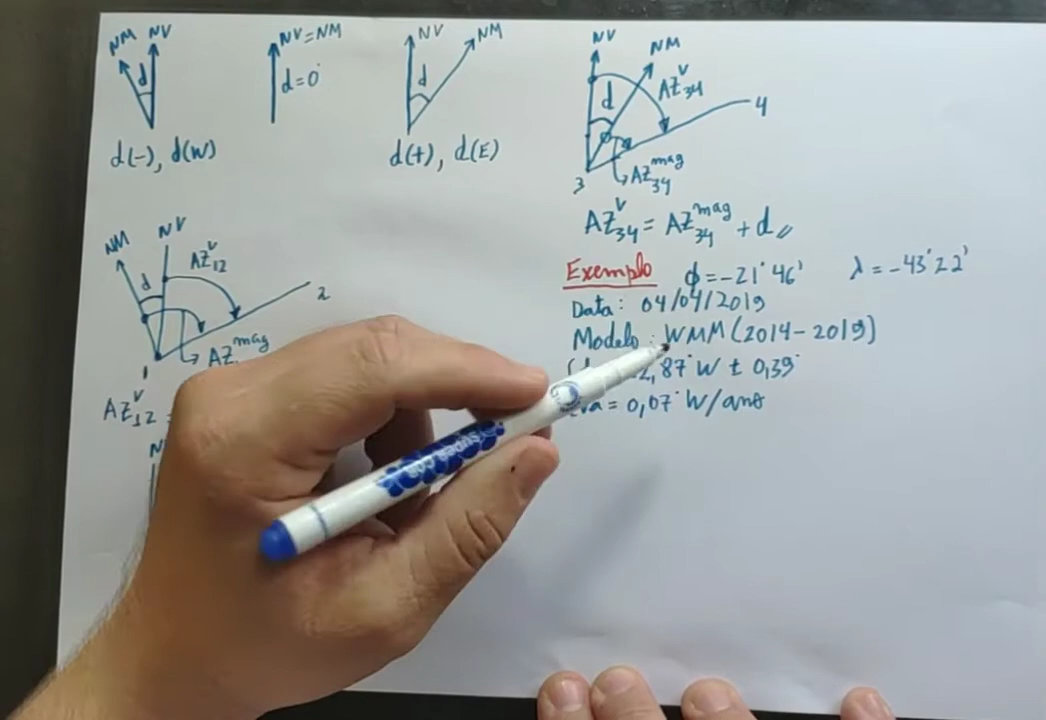 NM NV
d
d(-), d(W)
NV=NM
d=0°
NV NM
d
d(+), d(E)
NV
NM
d
AZ^V_34
4
3
AZ^mag_34
AZ^V_34 = AZ^mag_34 + d
NM NV
d
AZ^V_12
2
1
AZ^mag
AZ^V_12
Exemplo ϕ=-21°46' λ=-43°22'
Data: 04/04/2019
Modelo: WMM (2014-2019)
,87° W ± 0,39°
= 0,07° W/ano
SUPER COR